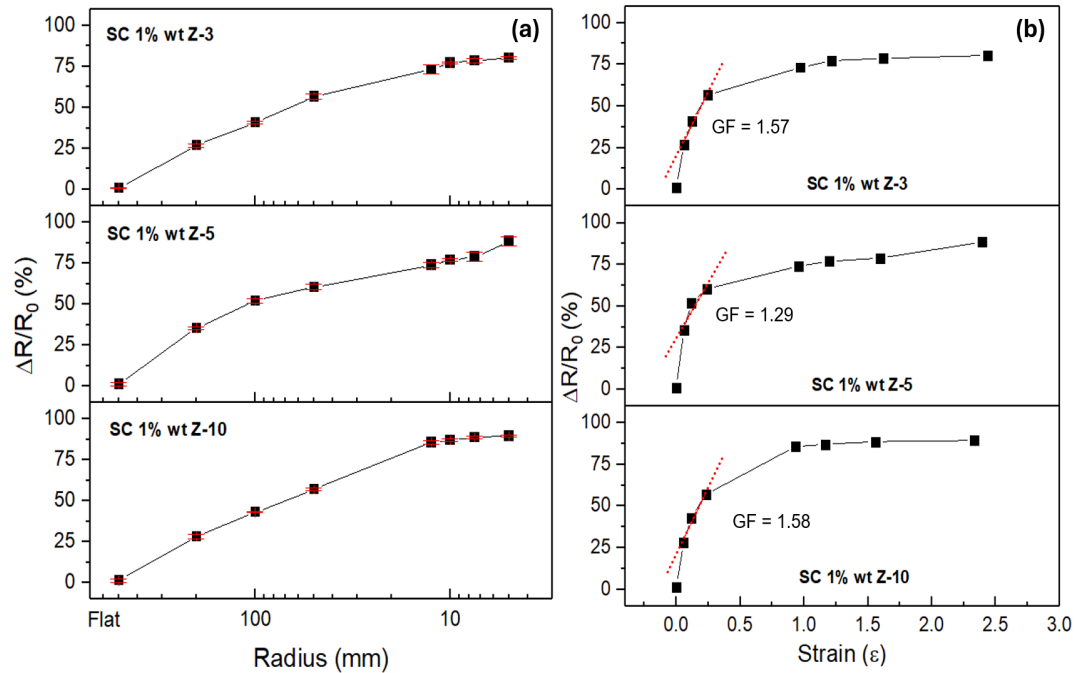 (a)
SC 1% wt Z-3
100
75
50
25
0
SC 1% wt Z-5
100
75
50
25
0
SC 1% wt Z-10
100
75
50
25
0
ΔR/R0 (%)
Flat
100
10
Radius (mm)
(b)
100
75
50
25
0
GF = 1.57
SC 1% wt Z-3
100
75
50
25
0
GF = 1.29
SC 1% wt Z-5
100
75
50
25
0
GF = 1.58
SC 1% wt Z-10
ΔR/R0 (%)
0.0
0.5
1.0
1.5
2.0
2.5
3.0
Strain (ε)